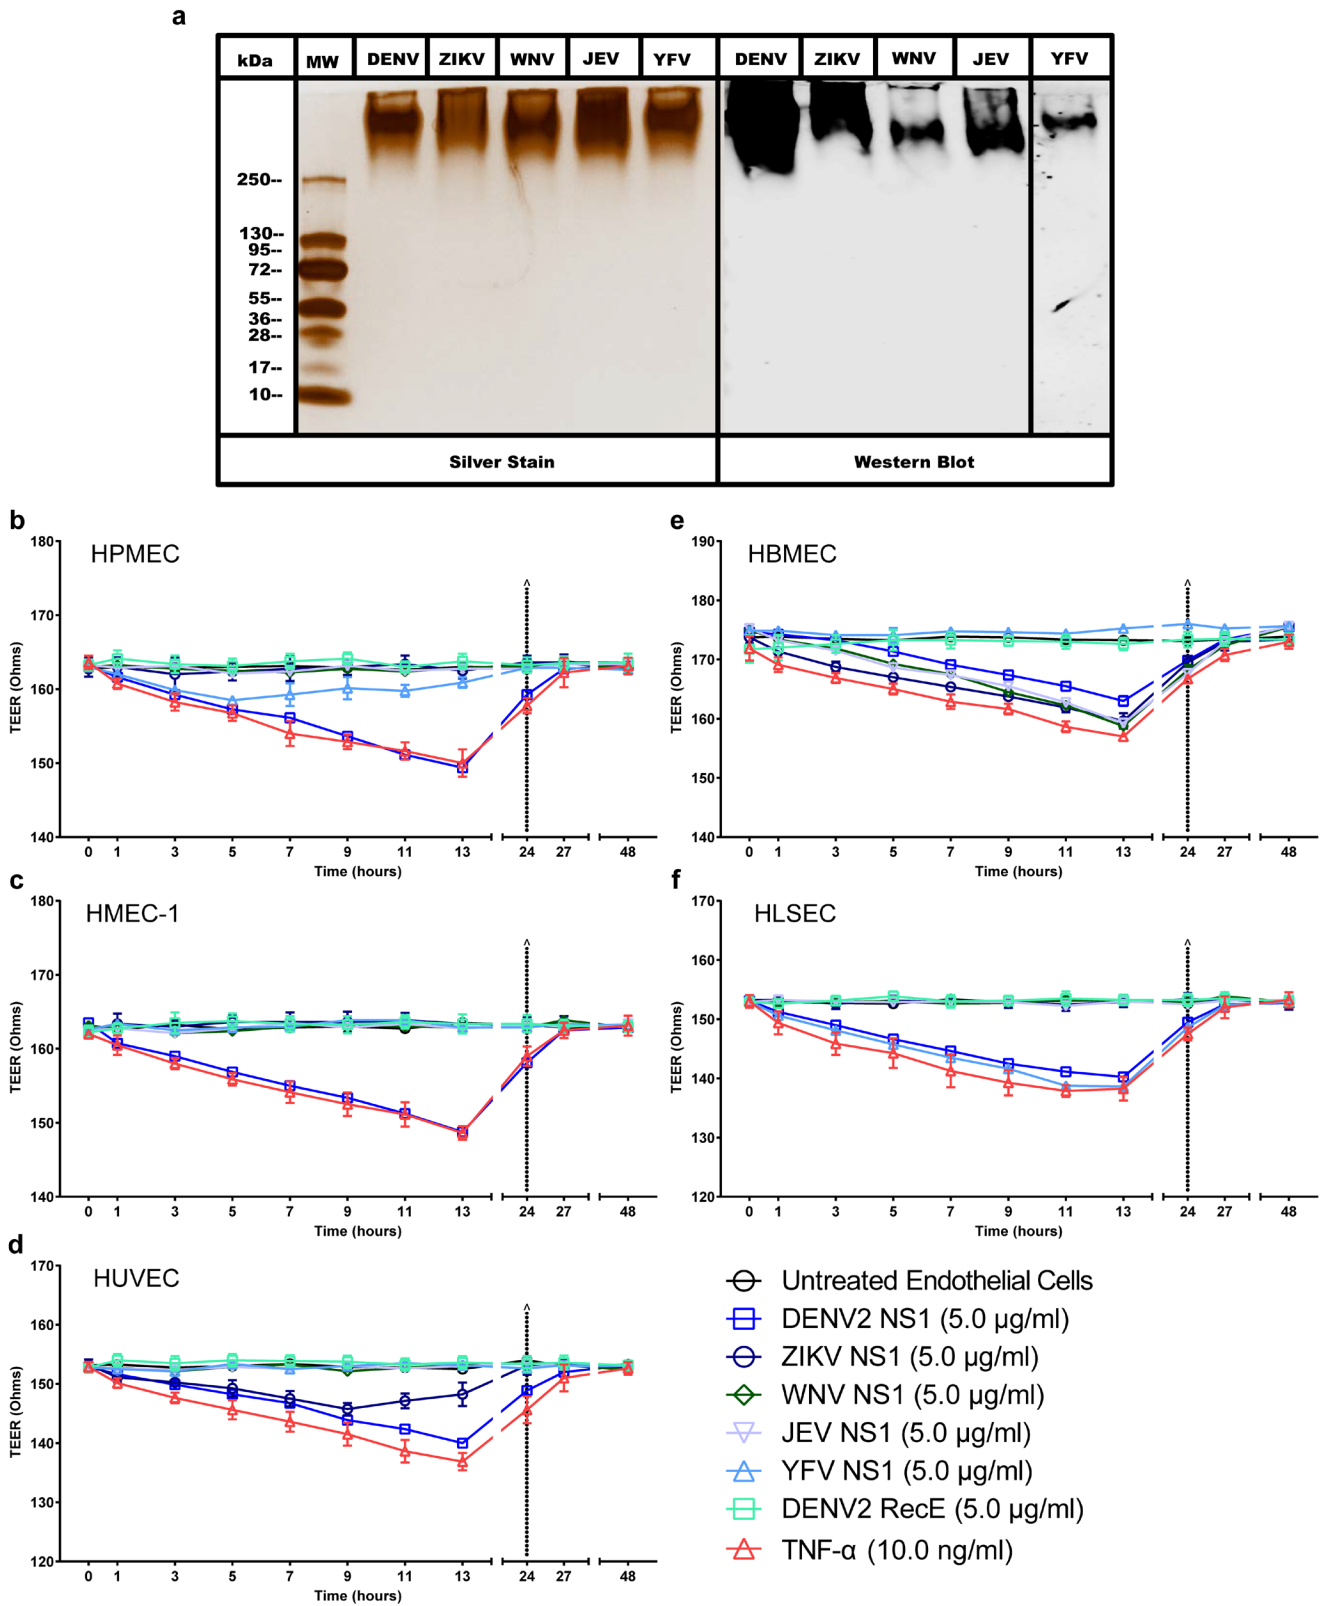 a
kDa MW DENV ZIKV WNV JEV YFV DENV ZIKV WNV JEV YFV
250--
130--
95--
72--
55--
36--
28--
17--
10--
Silver Stain Western Blot
b
HPMEC
TEER (Ohms)
180
170
160
150
140
^
0 1 3 5 7 9 11 13 24 27 48
Time (hours)
e
HBMEC
TEER (Ohms)
190
180
170
160
150
140
^
0 1 3 5 7 9 11 13 24 27 48
Time (hours)
c
HMEC-1
TEER (Ohms)
180
170
160
150
140
^
0 1 3 5 7 9 11 13 24 27 48
Time (hours)
f
HLSEC
TEER (Ohms)
170
160
150
140
130
120
^
0 1 3 5 7 9 11 13 24 27 48
Time (hours)
d
HUVEC
TEER (Ohms)
170
160
150
140
130
120
^
0 1 3 5 7 9 11 13 24 27 48
Time (hours)
Untreated Endothelial Cells
DENV2 NS1 (5.0 µg/ml)
ZIKV NS1 (5.0 µg/ml)
WNV NS1 (5.0 µg/ml)
JEV NS1 (5.0 µg/ml)
YFV NS1 (5.0 µg/ml)
DENV2 RecE (5.0 µg/ml)
TNF-α (10.0 ng/ml)